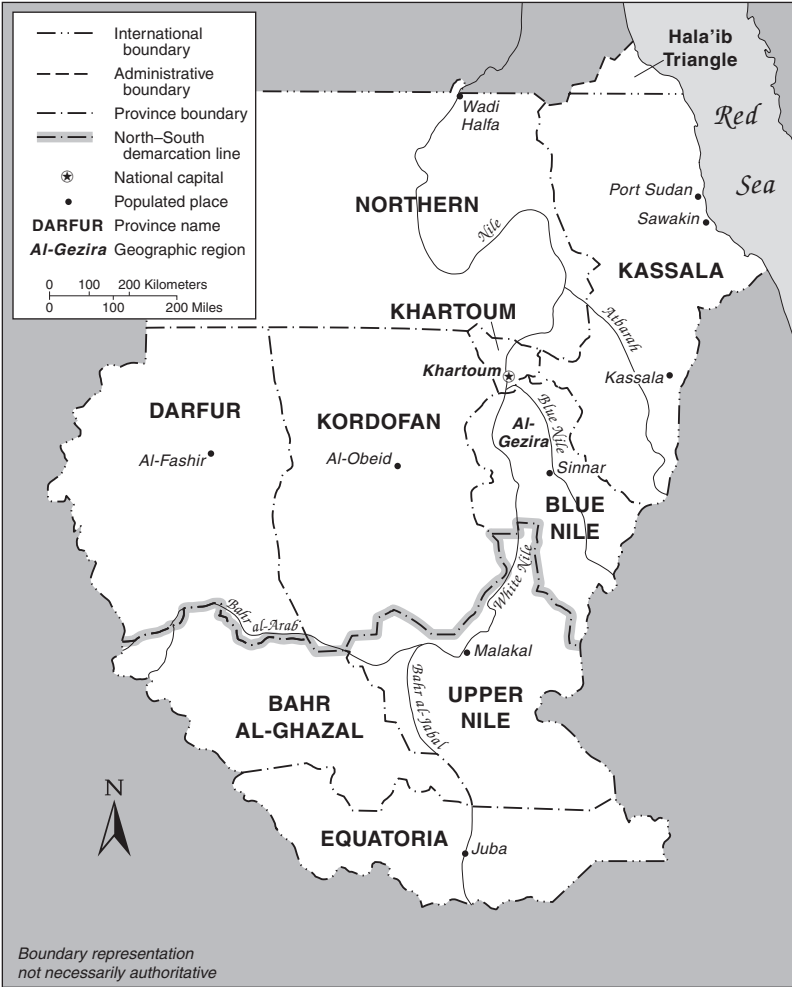 International
boundary
Administrative
boundary
Province boundary
North–South
demarcation line
National capital
Populated place
DARFUR Province name
Al-Gezira Geographic region
0 100 200 Kilometers
0 100 200 Miles
Hala'ib
Triangle
Red
Sea
Wadi
Halfa
Port Sudan
Sawakin
NORTHERN
Nile
KASSALA
KHARTOUM
Atbarah
Khartoum
Kassala
DARFUR
KORDOFAN
Al-
Gezira
Blue Nile
Al-Fashir
Al-Obeid
Sinnar
BLUE
NILE
White Nile
Bahr
al-Arab
Malakal
Bahr al-Jabal
UPPER
NILE
BAHR
AL-GHAZAL
N
EQUATORIA
Juba
Boundary representation
not necessarily authoritative